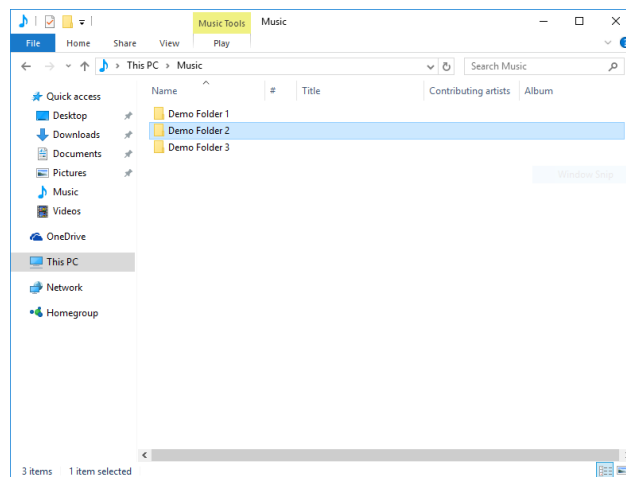 Music Tools Music
File Home Share View Play
This PC > Music
Search Music
Name # Title Contributing artists Album
Quick access
Desktop
Downloads
Documents
Pictures
Music
Videos
OneDrive
This PC
Network
Homegroup
Demo Folder 1
Demo Folder 2
Demo Folder 3
Window Snip
3 items 1 item selected